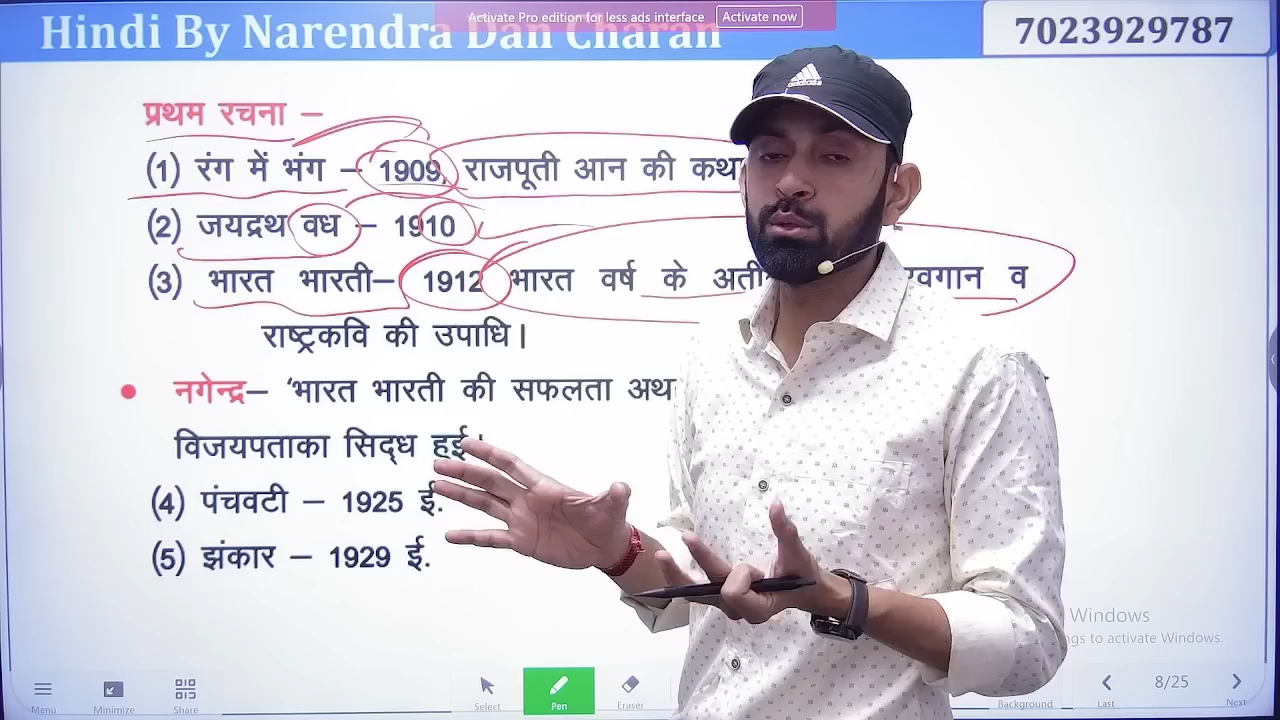 Activate Pro edition for less ads interface Activate now
Hindi By Narendra Dan Charan
7023929787
adidas
प्रथम रचना –
(1) रंग में भंग – 1909, राजपूती आन की कथा
(2) जयद्रथ वध – 1910
(3) भारत भारती– 1912 भारत वर्ष के अती वगान व
राष्ट्रकवि की उपाधि।
नगेन्द्र– ‘भारत भारती की सफलता अथ
विजयपताका सिद्ध हुई।
(4) पंचवटी – 1925 ई.
(5) झंकार – 1929 ई.
Windows
ngs to activate Windows.
Menu Minimize Share Select Pen Eraser Background Last 8/25 Next